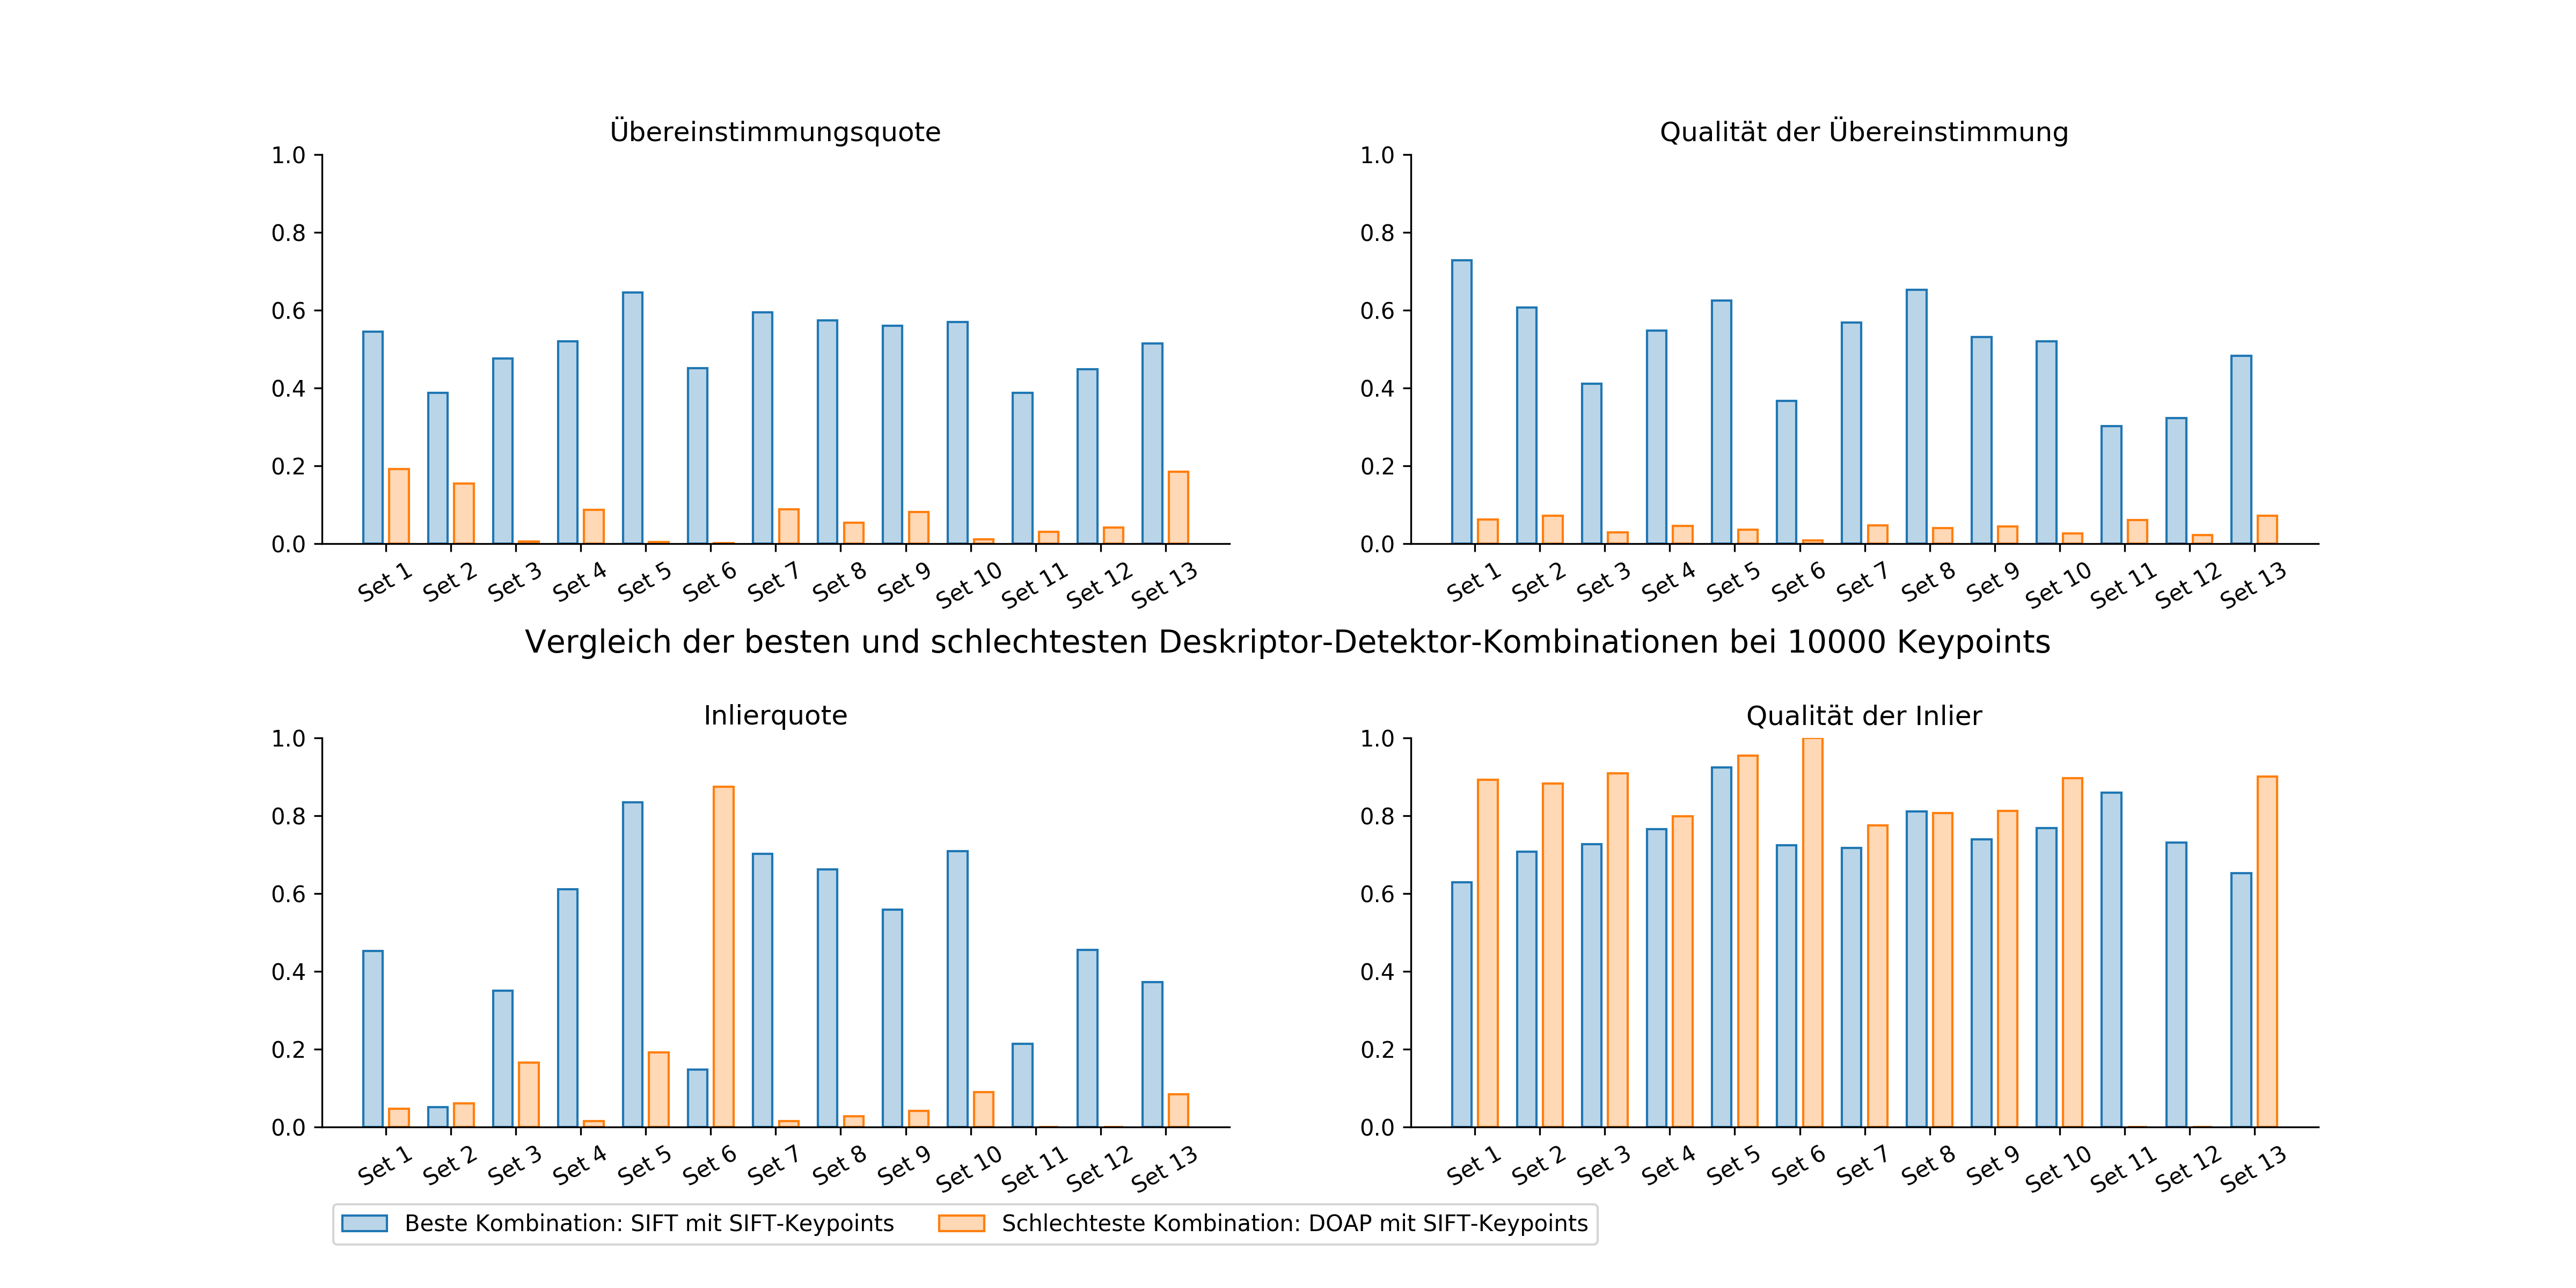 Übereinstimmungsquote
1.0
0.8
0.6
0.4
0.2
0.0
Set 1 Set 2 Set 3 Set 4 Set 5 Set 6 Set 7 Set 8 Set 9 Set 10 Set 11 Set 12 Set 13
Qualität der Übereinstimmung
1.0
0.8
0.6
0.4
0.2
0.0
Set 1 Set 2 Set 3 Set 4 Set 5 Set 6 Set 7 Set 8 Set 9 Set 10 Set 11 Set 12 Set 13
Vergleich der besten und schlechtesten Deskriptor-Detektor-Kombinationen bei 10000 Keypoints
Inlierquote
1.0
0.8
0.6
0.4
0.2
0.0
Set 1 Set 2 Set 3 Set 4 Set 5 Set 6 Set 7 Set 8 Set 9 Set 10 Set 11 Set 12 Set 13
Qualität der Inlier
1.0
0.8
0.6
0.4
0.2
0.0
Set 1 Set 2 Set 3 Set 4 Set 5 Set 6 Set 7 Set 8 Set 9 Set 10 Set 11 Set 12 Set 13
Beste Kombination: SIFT mit SIFT-Keypoints Schlechteste Kombination: DOAP mit SIFT-Keypoints